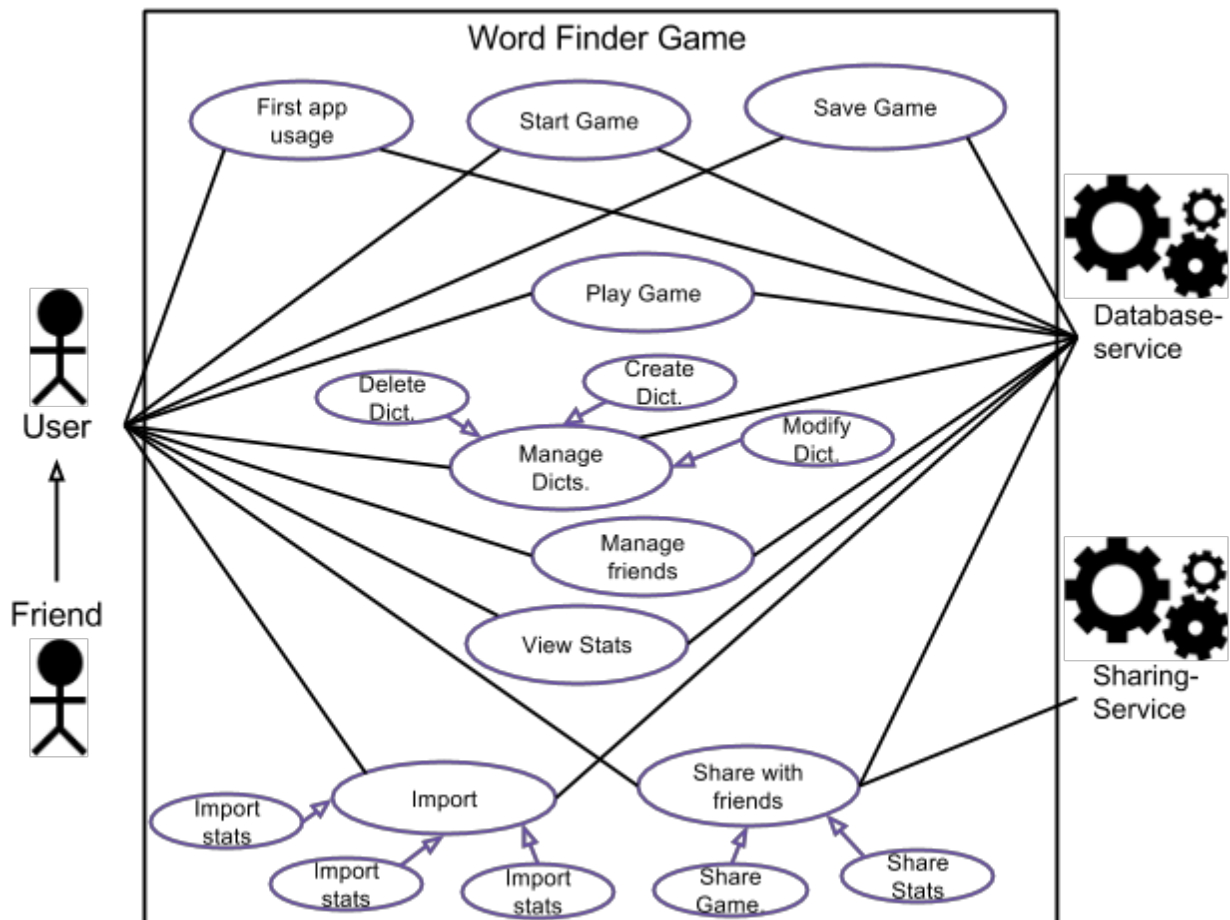 Word Finder Game
First app
usage
Start Game
Save Game
Play Game
Database-
service
User
Delete
Dict.
Create
Dict.
Modify
Dict.
Manage
Dicts.
Manage
friends
Friend
View Stats
Sharing-
Service
Import
Share with
friends
Import
stats
Import
stats
Import
stats
Share
Game.
Share
Stats